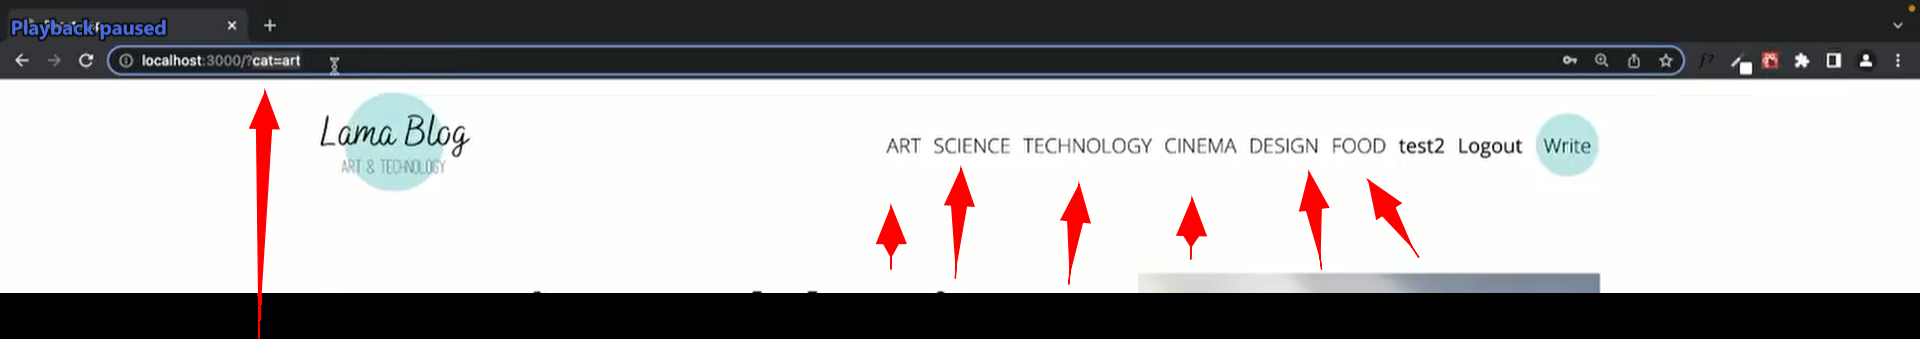 Playback paused
localhost:3000/?cat=art
Lama Blog
ART & TECHNOLOGY
ART SCIENCE TECHNOLOGY CINEMA DESIGN FOOD test2 Logout Write